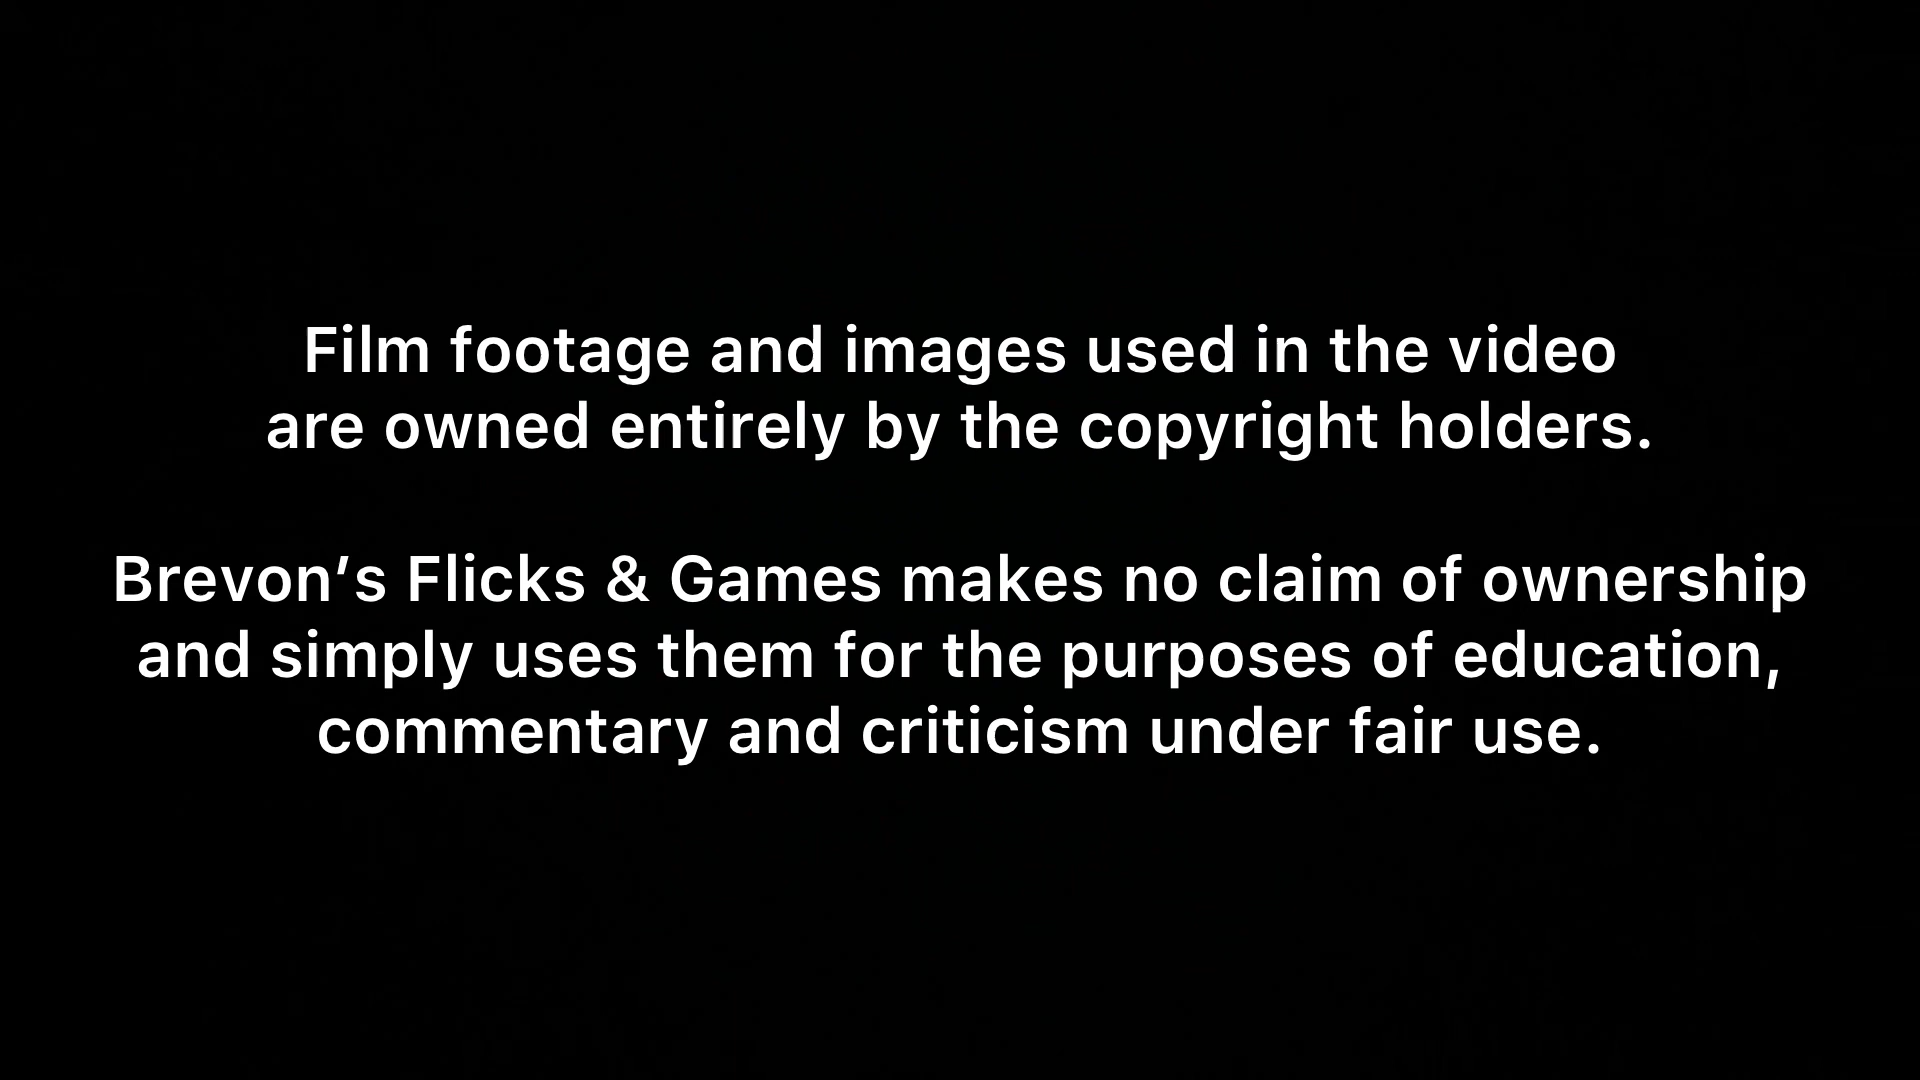 Film footage and images used in the video
are owned entirely by the copyright holders.
Brevon’s Flicks & Games makes no claim of ownership
and simply uses them for the purposes of education,
commentary and criticism under fair use.